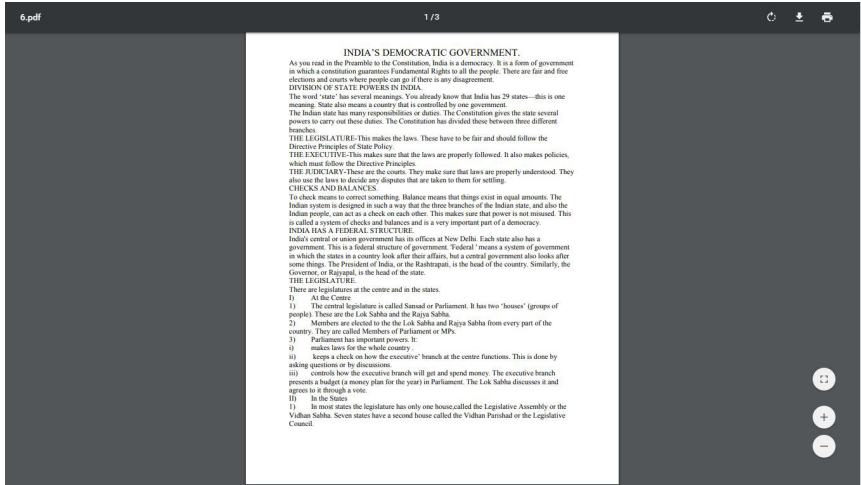 6.pdf
1 / 3
INDIA'S DEMOCRATIC GOVERNMENT.
As you read in the Preamble to the Constitution, India is a democracy. It is a form of government
in which a constitution guarantees Fundamental Rights to all the people. There are fair and free
elections and courts where people can go if there is any disagreement.
DIVISION OF STATE POWERS IN INDIA.
The word 'state' has several meanings. You already know that India has 29 states—this is one
meaning. State also means a country that is controlled by one government.
The Indian state has many responsibilities or duties. The Constitution gives the state several
powers to carry out these duties. The Constitution has divided these between three different
branches.
THE LEGISLATURE-This makes the laws. These have to be fair and should follow the
Directive Principles of State Policy.
THE EXECUTIVE-This makes sure that the laws are properly followed. It also makes policies,
which must follow the Directive Principles.
THE JUDICIARY-These are the courts. They make sure that laws are properly understood. They
also use the laws to decide any disputes that are taken to them for settling.
CHECKS AND BALANCES.
To check means to correct something. Balance means that things exist in equal amounts. The
Indian system is designed in such a way that the three branches of the Indian state, and also the
Indian people, can act as a check on each other. This makes sure that power is not misused. This
is called a system of checks and balances and is a very important part of a democracy.
INDIA HAS A FEDERAL STRUCTURE.
India's central or union government has its offices at New Delhi. Each state also has a
government. This is a federal structure of government. 'Federal ' means a system of government
in which the states in a country look after their affairs, but a central government also looks after
some things. The President of India, or the Rashtrapati, is the head of the country. Similarly, the
Governor, or Rajyapal, is the head of the state.
THE LEGISLATURE.
There are legislatures at the centre and in the states.
I) At the Centre
1) The central legislature is called Sansad or Parliament. It has two 'houses' (groups of
people). These are the Lok Sabha and the Rajya Sabha.
2) Members are elected to the the Lok Sabha and Rajya Sabha from every part of the
country. They are called Members of Parliament or MPs.
3) Parliament has important powers. It:
i) makes laws for the whole country .
ii) keeps a check on how the executive' branch at the centre functions. This is done by
asking questions or by discussions.
iii) controls how the executive branch will get and spend money. The executive branch
presents a budget (a money plan for the year) in Parliament. The Lok Sabha discusses it and
agrees to it through a vote.
II) In the States
1) In most states the legislature has only one house,called the Legislative Assembly or the
Vidhan Sabha. Seven states have a second house called the Vidhan Parishad or the Legislative
Council.